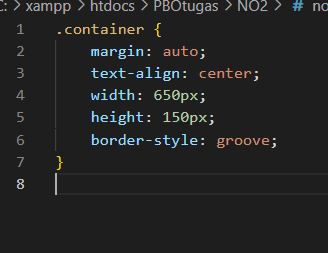 C: > xampp > htdocs > PBOtugas > NO2 > # no
1 .container {
2 margin: auto;
3 text-align: center;
4 width: 650px;
5 height: 150px;
6 border-style: groove;
7 }
8